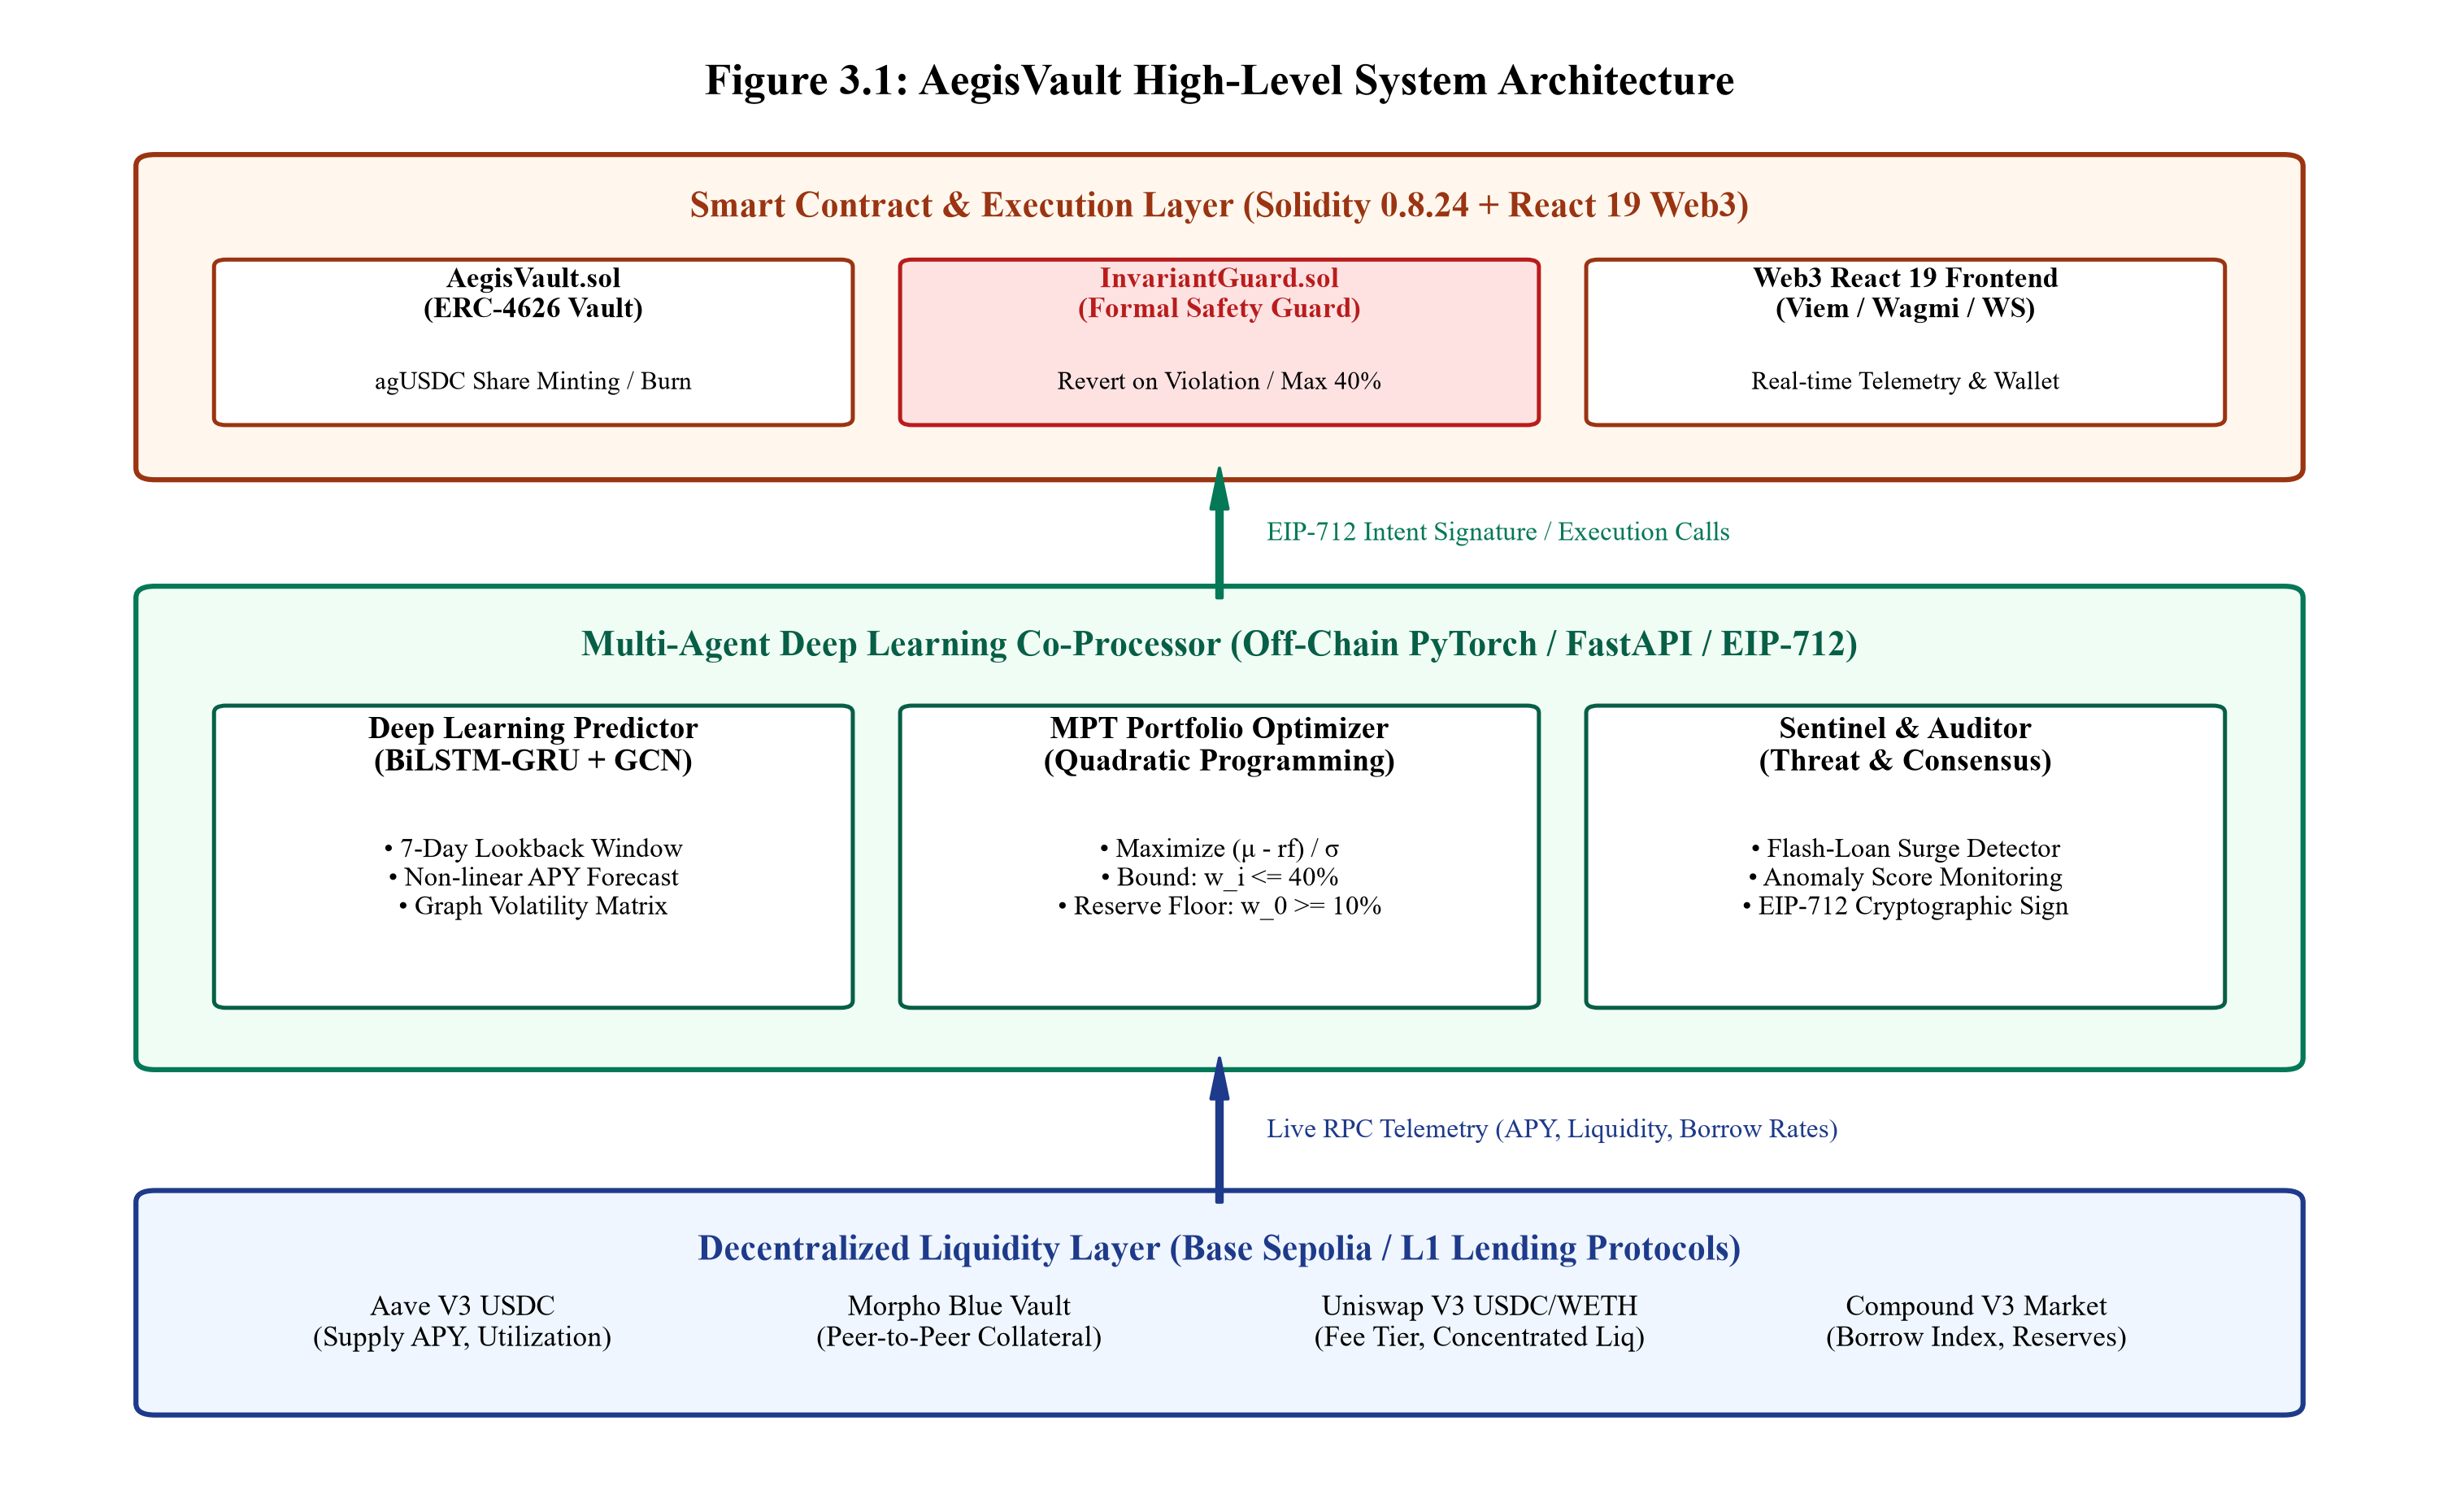 Figure 3.1: AegisVault High-Level System Architecture
Smart Contract & Execution Layer (Solidity 0.8.24 + React 19 Web3)
AegisVault.sol
(ERC-4626 Vault)
agUSDC Share Minting / Burn
InvariantGuard.sol
(Formal Safety Guard)
Revert on Violation / Max 40%
Web3 React 19 Frontend
(Viem / Wagmi / WS)
Real-time Telemetry & Wallet
EIP-712 Intent Signature / Execution Calls
Multi-Agent Deep Learning Co-Processor (Off-Chain PyTorch / FastAPI / EIP-712)
Deep Learning Predictor
(BiLSTM-GRU + GCN)
• 7-Day Lookback Window
• Non-linear APY Forecast
• Graph Volatility Matrix
MPT Portfolio Optimizer
(Quadratic Programming)
• Maximize (μ - rf) / σ
• Bound: w_i <= 40%
• Reserve Floor: w_0 >= 10%
Sentinel & Auditor
(Threat & Consensus)
• Flash-Loan Surge Detector
• Anomaly Score Monitoring
• EIP-712 Cryptographic Sign
Live RPC Telemetry (APY, Liquidity, Borrow Rates)
Decentralized Liquidity Layer (Base Sepolia / L1 Lending Protocols)
Aave V3 USDC
(Supply APY, Utilization)
Morpho Blue Vault
(Peer-to-Peer Collateral)
Uniswap V3 USDC/WETH
(Fee Tier, Concentrated Liq)
Compound V3 Market
(Borrow Index, Reserves)